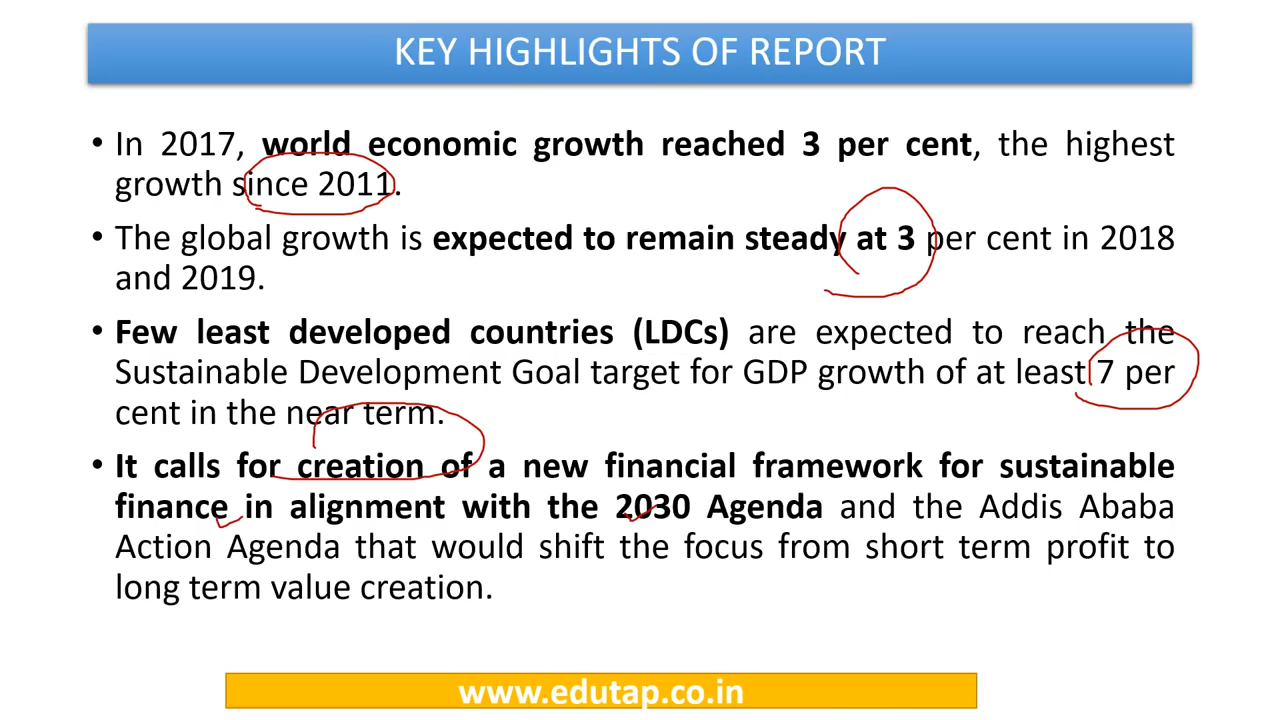 KEY HIGHLIGHTS OF REPORT
• In 2017, world economic growth reached 3 per cent, the highest
growth since 2011.
• The global growth is expected to remain steady at 3 per cent in 2018
and 2019.
• Few least developed countries (LDCs) are expected to reach the
Sustainable Development Goal target for GDP growth of at least 7 per
cent in the near term.
• It calls for creation of a new financial framework for sustainable
finance in alignment with the 2030 Agenda and the Addis Ababa
Action Agenda that would shift the focus from short term profit to
long term value creation.
www.edutap.co.in